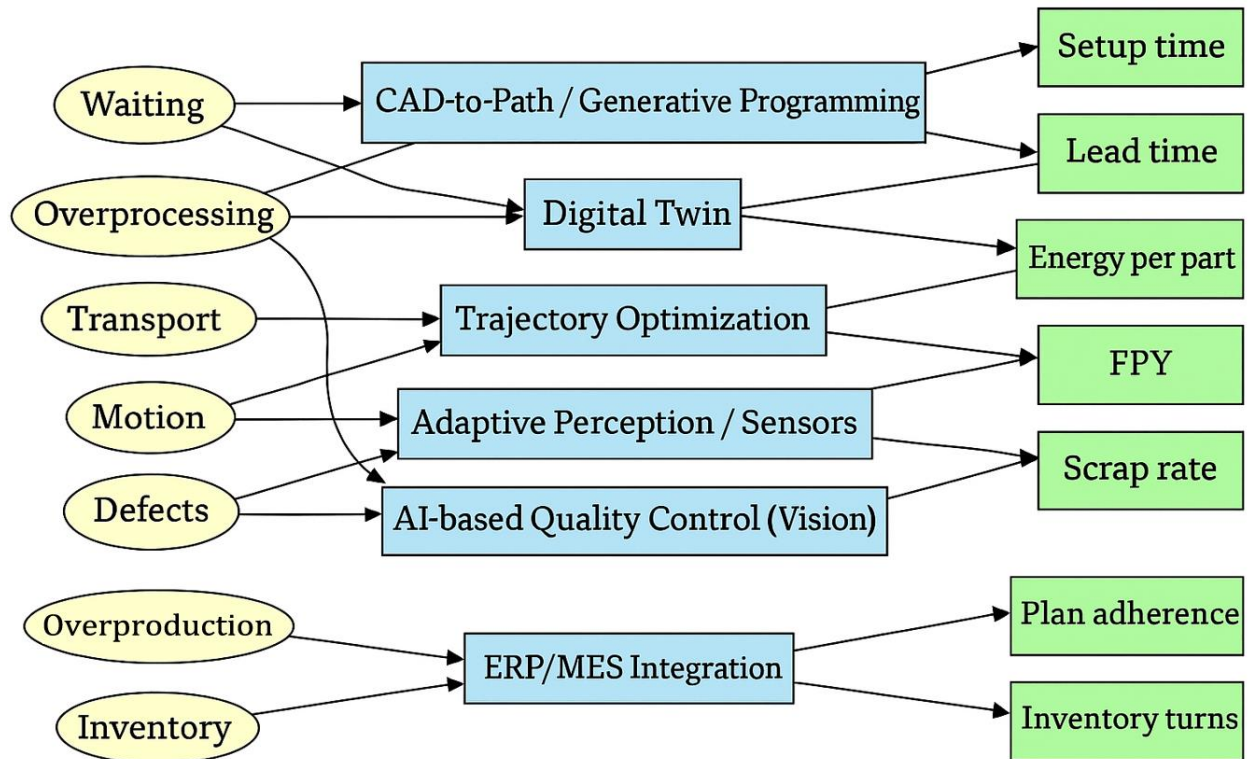 Waiting
Overprocessing
Transport
Motion
Defects
Overproduction
Inventory
CAD-to-Path / Generative Programming
Digital Twin
Trajectory Optimization
Adaptive Perception / Sensors
AI-based Quality Control (Vision)
ERP/MES Integration
Setup time
Lead time
Energy per part
FPY
Scrap rate
Plan adherence
Inventory turns